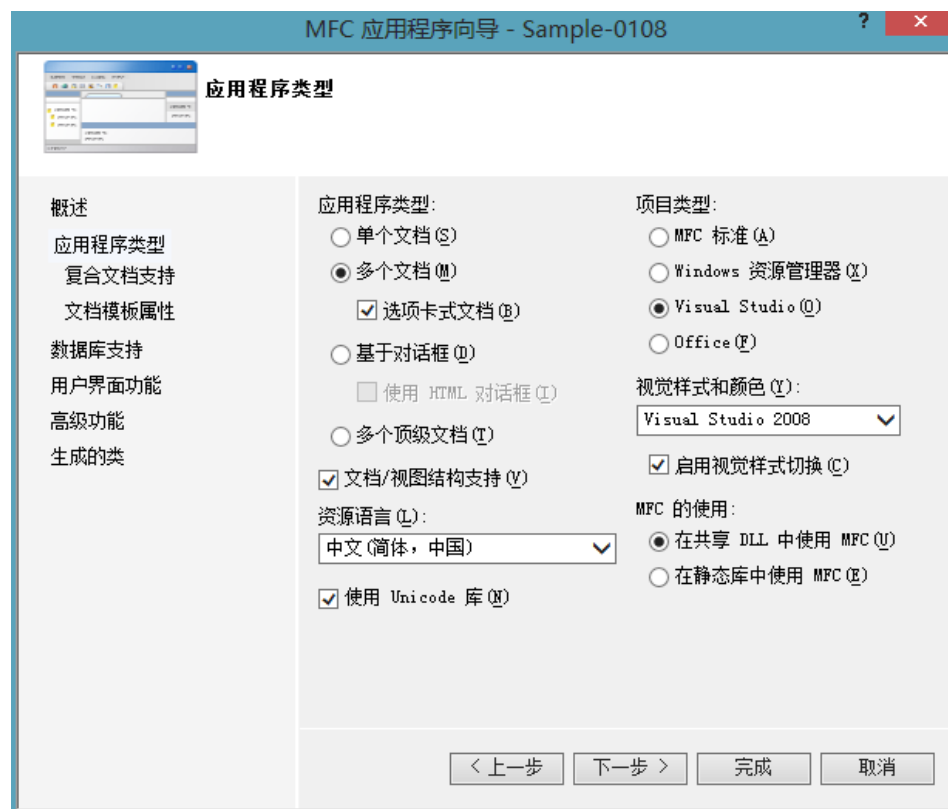 MFC 应用程序向导 - Sample-0108
?
应用程序类型
概述
应用程序类型
复合文档支持
文档模板属性
数据库支持
用户界面功能
高级功能
生成的类
应用程序类型:
单个文档(S)
多个文档(M)
选项卡式文档(B)
基于对话框(D)
使用 HTML 对话框(I)
多个顶级文档(T)
文档/视图结构支持(V)
资源语言(L):
中文(简体，中国)
使用 Unicode 库(N)
项目类型:
MFC 标准(A)
Windows 资源管理器(X)
Visual Studio(O)
Office(F)
视觉样式和颜色(Y):
Visual Studio 2008
启用视觉样式切换(C)
MFC 的使用:
在共享 DLL 中使用 MFC(U)
在静态库中使用 MFC(E)
< 上一步
下一步 >
完成
取消